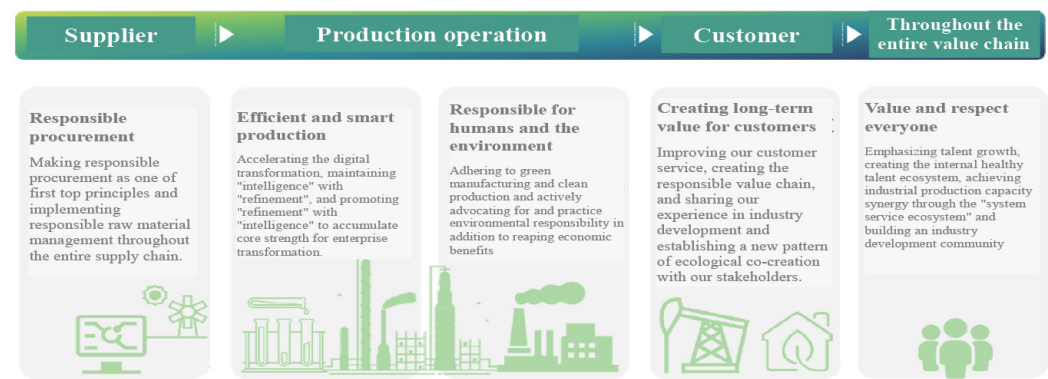 Supplier
Production operation
Customer
Throughout the
entire value chain
Responsible
procurement
Making responsible
procurement as one of
first top principles and
implementing
responsible raw material
management throughout
the entire supply chain.
Efficient and smart
production
Accelerating the digital
transformation, maintaining
"intelligence" with
"refinement", and promoting
"refinement" with
"intelligence" to accumulate
core strength for enterprise
transformation.
Responsible for
humans and the
environment
Adhering to green
manufacturing and clean
production and actively
advocating for and practice
environmental responsibility in
addition to reaping economic
benefits
Creating long-term
value for customers
Improving our customer
service, creating the
responsible value chain,
and sharing our
experience in industry
development and
establishing a new pattern
of ecological co-creation
with our stakeholders.
Value and respect
everyone
Emphasizing talent growth,
creating the internal healthy
talent ecosystem, achieving
industrial production capacity
synergy through the "system
service ecosystem" and
building an industry
development community